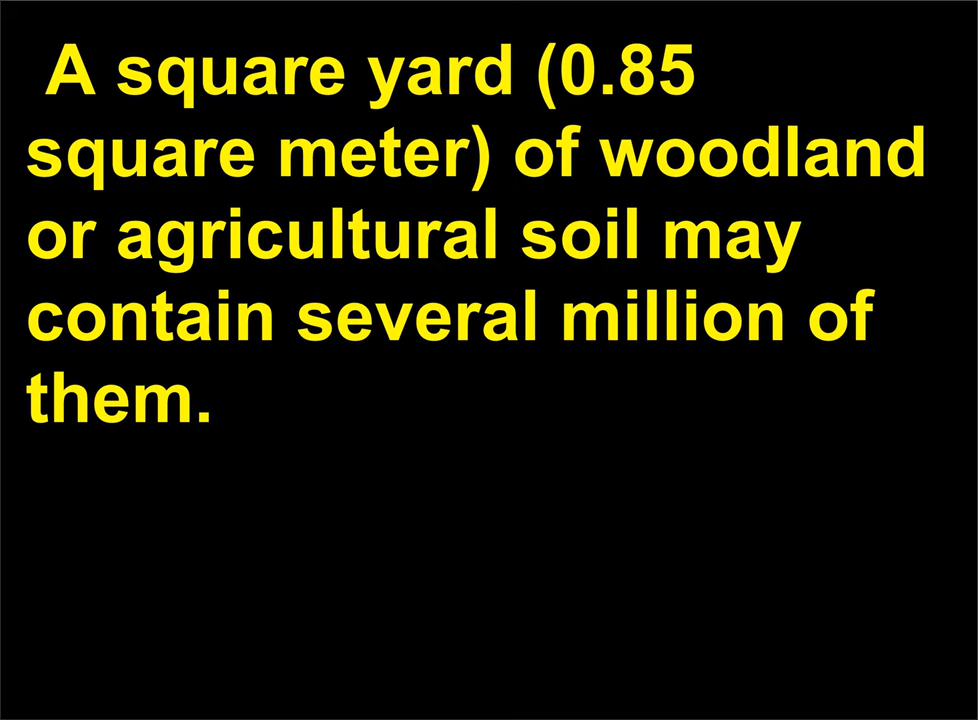 A square yard (0.85
square meter) of woodland
or agricultural soil may
contain several million of
them.